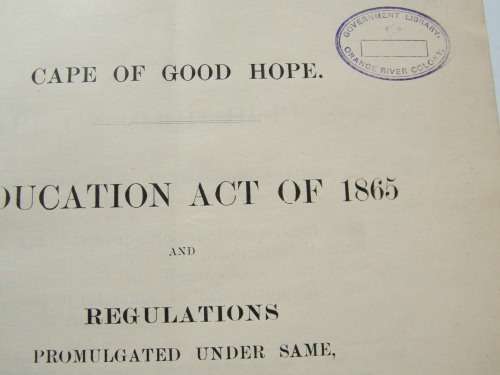 GOVERNMENT LIBRARY,
ORANGE RIVER COLONY.
CAPE OF GOOD HOPE.
DUCATION ACT OF 1865
AND
REGULATIONS
PROMULGATED UNDER SAME,